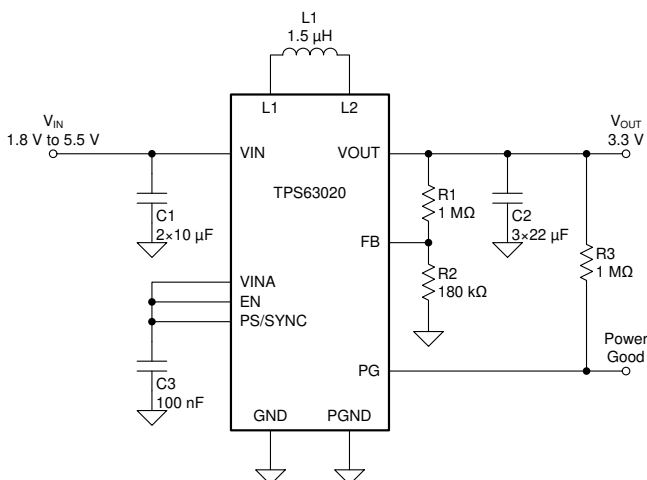 L1
1.5 µH
L1
L2
VIN
1.8 V to 5.5 V
VOUT
3.3 V
VIN
VOUT
TPS63020
R1
1 MΩ
C1
2×10 µF
C2
3×22 µF
FB
R3
1 MΩ
R2
180 kΩ
VINA
EN
PS/SYNC
Power
Good
PG
C3
100 nF
GND
PGND